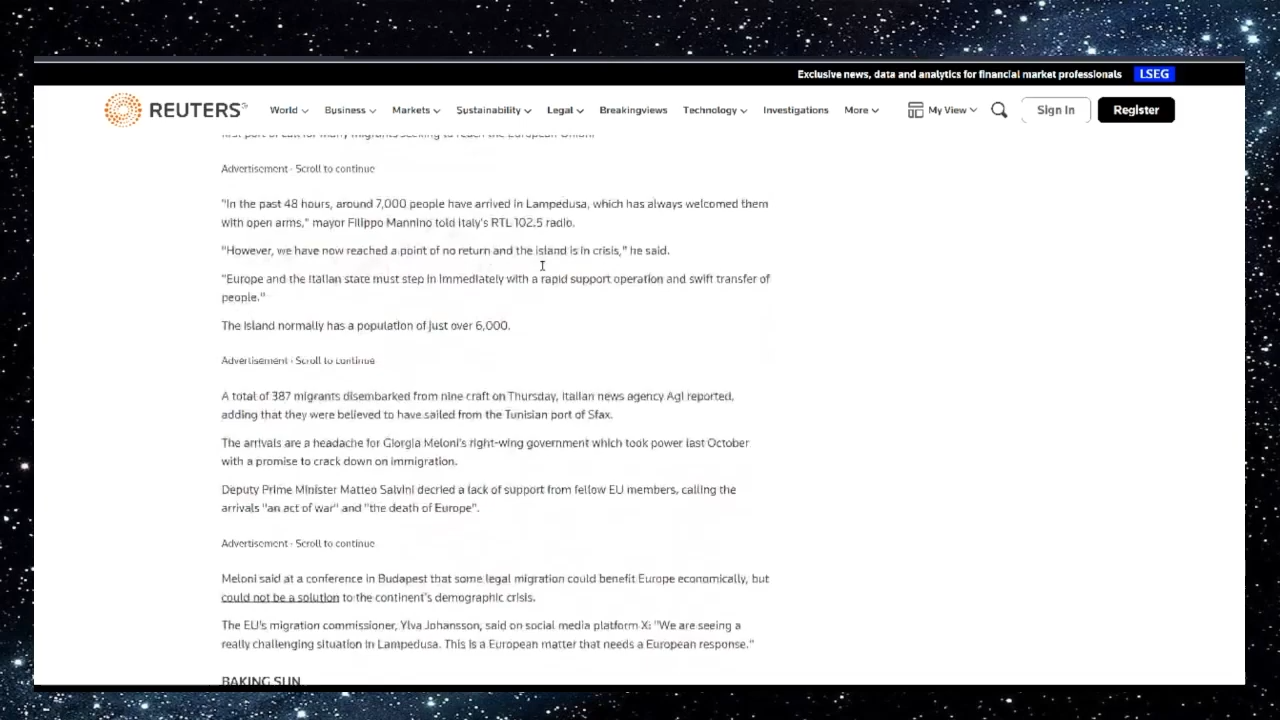 Exclusive news, data and analytics for financial market professionals LSEG
REUTERS World Business Markets Sustainability Legal Breakingviews Technology Investigations More My View Sign In Register
first part of call for many migrants seeking to reach the European Union.
Advertisement · Scroll to continue
"In the past 48 hours, around 7,000 people have arrived in Lampedusa, which has always welcomed them
with open arms," mayor Filippo Mannino told Italy's RTL 102.5 radio.
"However, we have now reached a point of no return and the island is in crisis," he said.
"Europe and the Italian state must step in immediately with a rapid support operation and swift transfer of
people."
The island normally has a population of just over 6,000.
Advertisement · Scroll to continue
A total of 387 migrants disembarked from nine craft on Thursday, Italian news agency Agi reported,
adding that they were believed to have sailed from the Tunisian port of Sfax.
The arrivals are a headache for Giorgia Meloni's right-wing government which took power last October
with a promise to crack down on immigration.
Deputy Prime Minister Matteo Salvini decried a lack of support from fellow EU members, calling the
arrivals "an act of war" and "the death of Europe".
Advertisement · Scroll to continue
Meloni said at a conference in Budapest that some legal migration could benefit Europe economically, but
could not be a solution to the continent's demographic crisis.
The EU's migration commissioner, Ylva Johansson, said on social media platform X: "We are seeing a
really challenging situation in Lampedusa. This is a European matter that needs a European response."
BAKING SUN